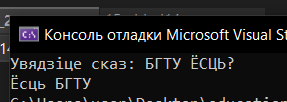 Консоль отладки Microsoft Visual St
Увядзіце сказ: БГТУ ЁСЦЬ?
Ёсць БГТУ